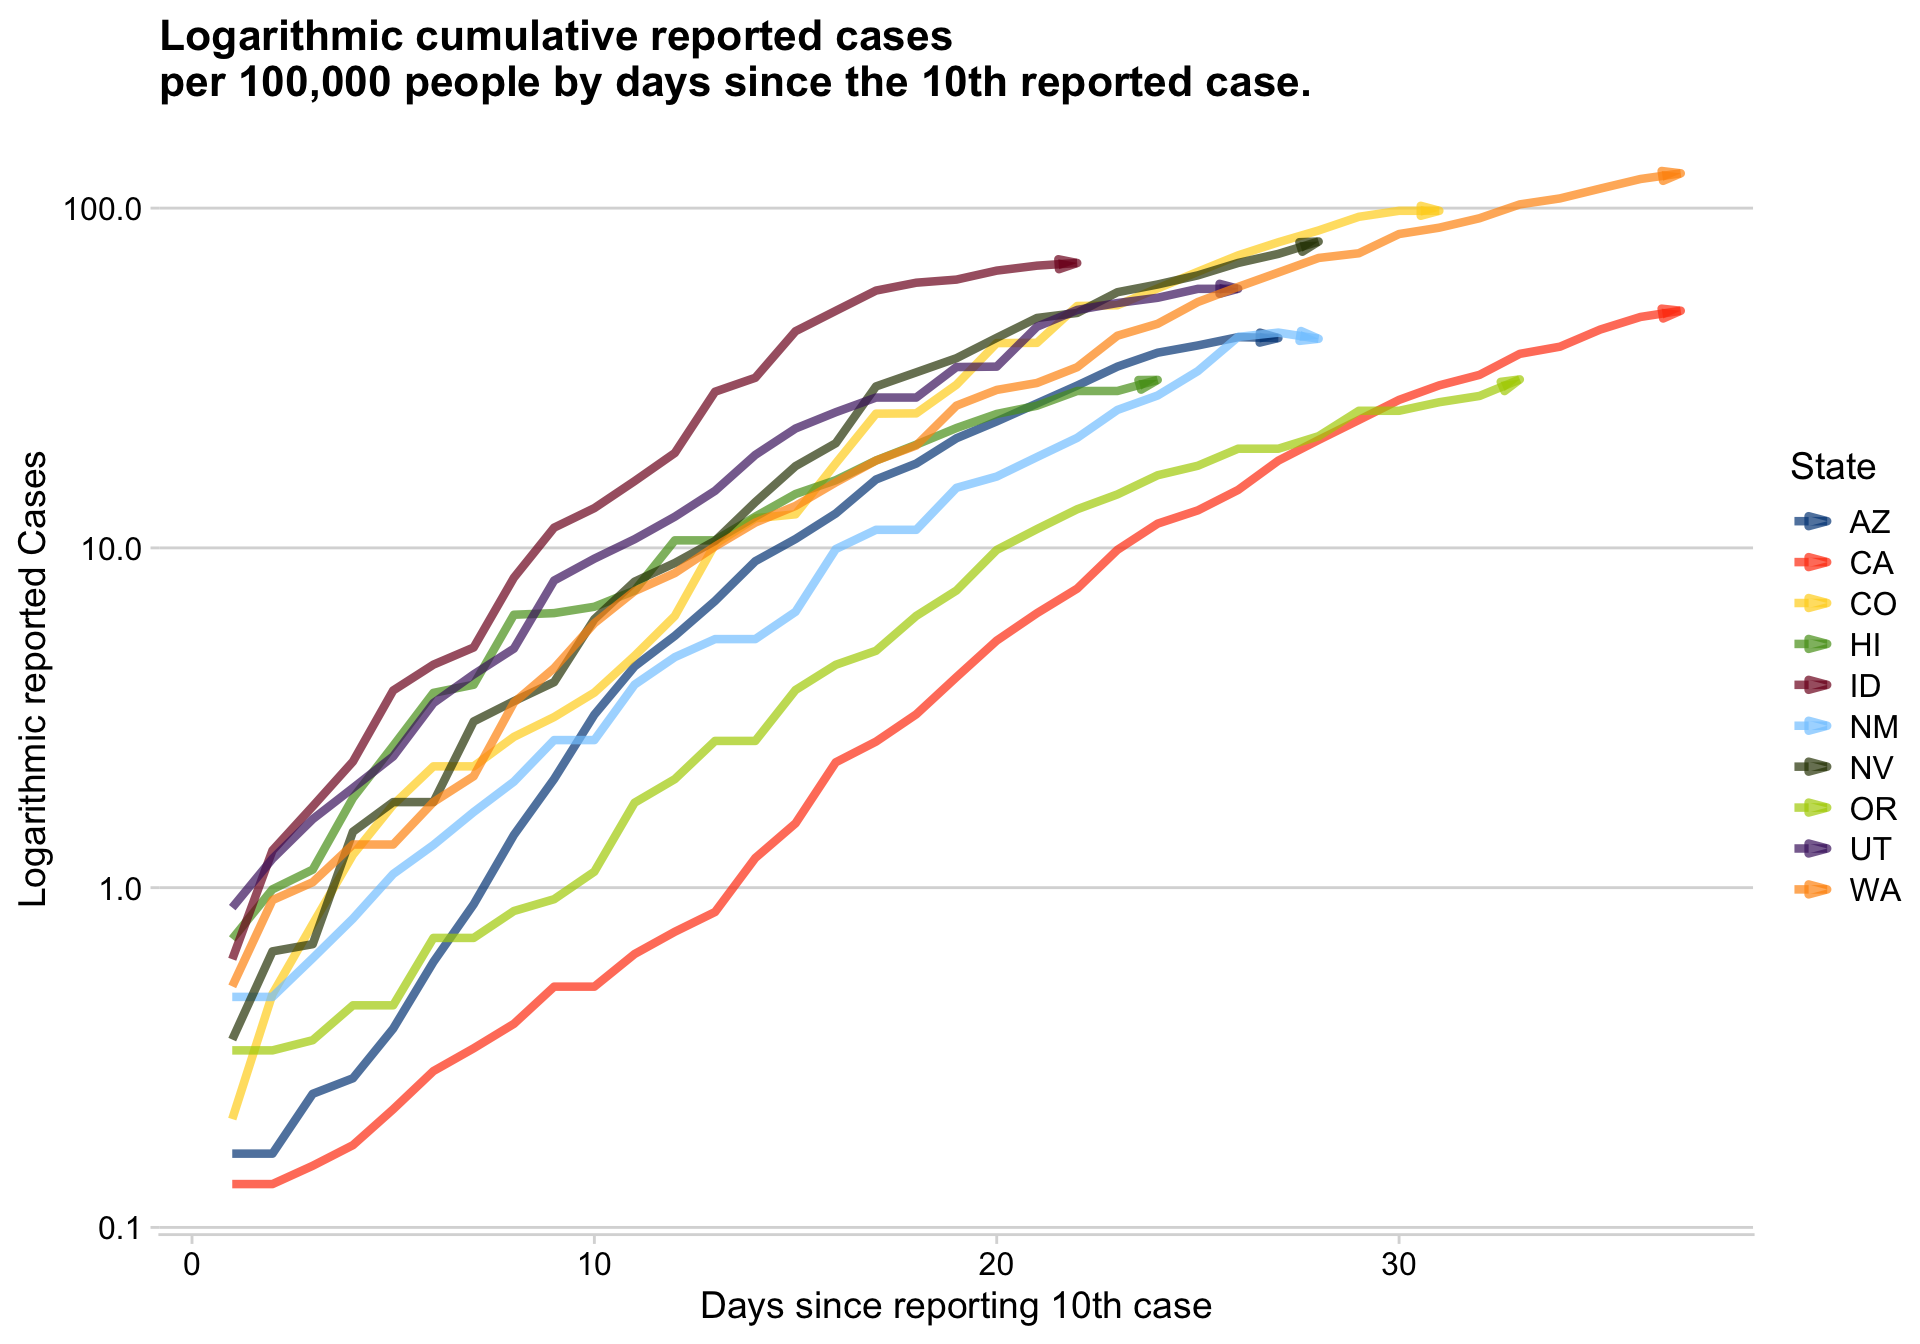 Logarithmic cumulative reported cases
per 100,000 people by days since the 10th reported case.
Logarithmic reported Cases
100.0
10.0
1.0
0.1
0
10
20
30
Days since reporting 10th case
State
AZ
CA
CO
HI
ID
NM
NV
OR
UT
WA